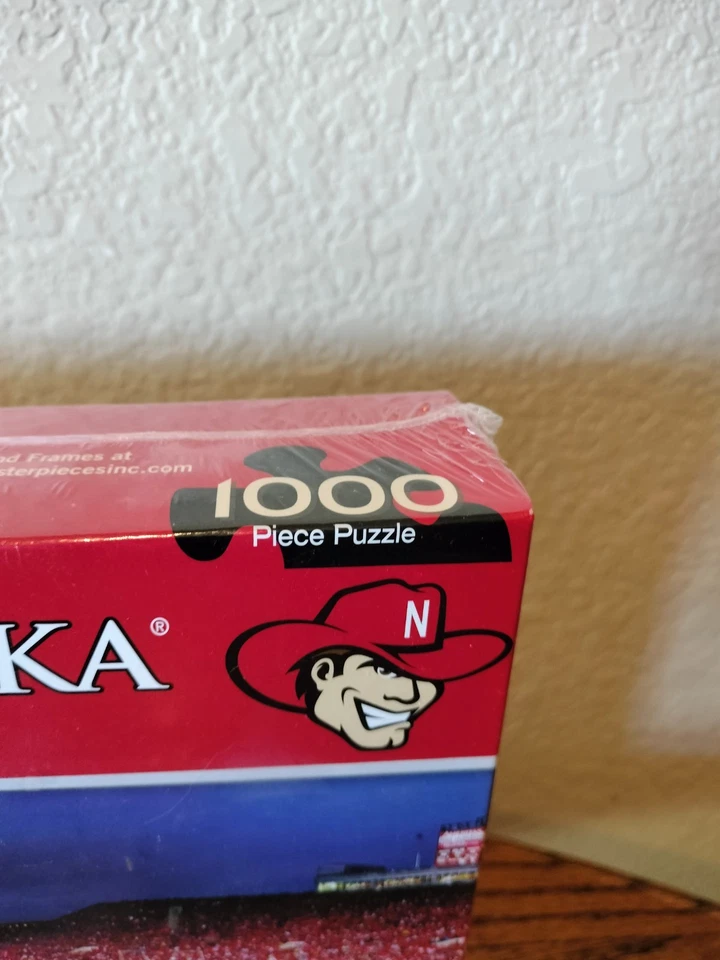 Frames at
sterpiecesinc.com
1000
Piece Puzzle
KA®
N